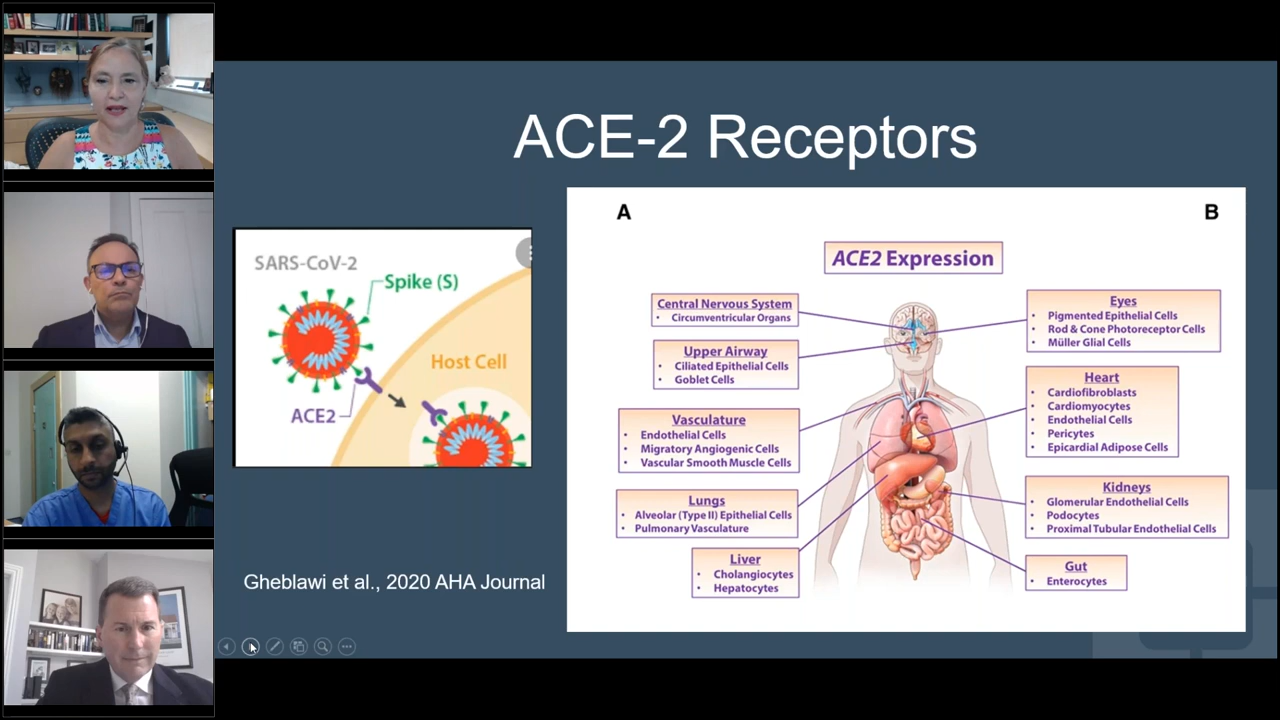 ACE-2 Receptors
SARS-CoV-2
Spike (S)
Host Cell
ACE2
Gheblawi et al., 2020 AHA Journal
A
B
ACE2 Expression
Central Nervous System
• Circumventricular Organs
Upper Airway
• Ciliated Epithelial Cells
• Goblet Cells
Vasculature
• Endothelial Cells
• Migratory Angiogenic Cells
• Vascular Smooth Muscle Cells
Lungs
• Alveolar (Type II) Epithelial Cells
• Pulmonary Vasculature
Liver
• Cholangiocytes
• Hepatocytes
Eyes
• Pigmented Epithelial Cells
• Rod & Cone Photoreceptor Cells
• Müller Glial Cells
Heart
• Cardiofibroblasts
• Cardiomyocytes
• Endothelial Cells
• Pericytes
• Epicardial Adipose Cells
Kidneys
• Glomerular Endothelial Cells
• Podocytes
• Proximal Tubular Endothelial Cells
Gut
• Enterocytes